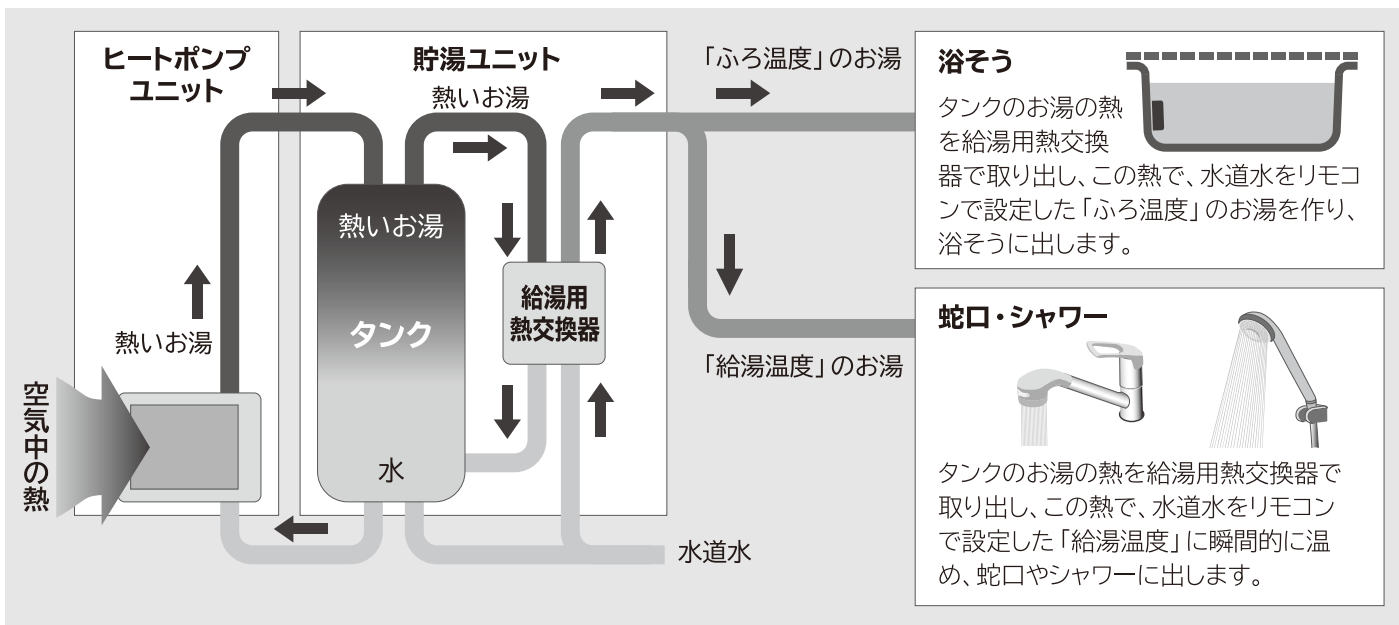 ヒートポンプ
ユニット
貯湯ユニット
熱いお湯
「ふろ温度」のお湯
浴そう
タンクのお湯の熱
を給湯用熱交換
器で取り出し、この熱で、水道水をリモコ
ンで設定した「ふろ温度」のお湯を作り、
浴そうに出します。
熱いお湯
タンク
水
給湯用
熱交換器
熱いお湯
空気中の熱
「給湯温度」のお湯
水道水
蛇口・シャワー
タンクのお湯の熱を給湯用熱交換器で
取り出し、この熱で、水道水をリモコン
で設定した「給湯温度」に瞬間的に温
め、蛇口やシャワーに出します。